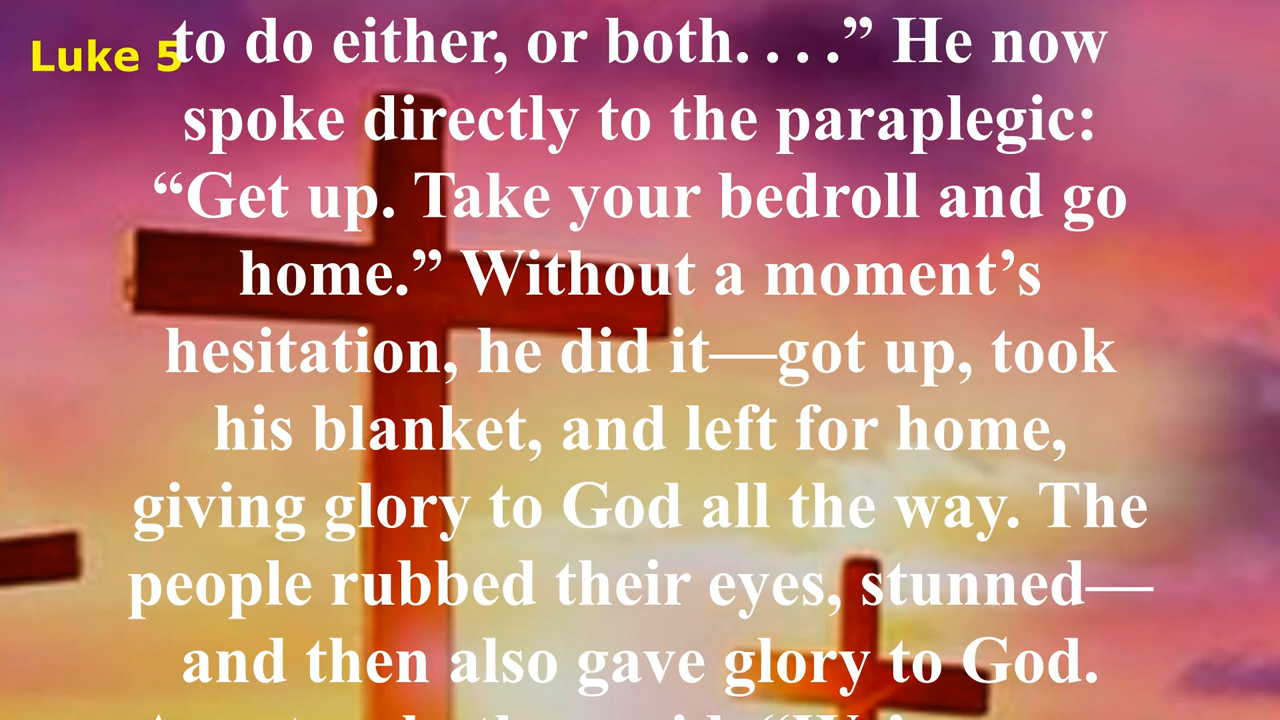 Luke 5
to do either, or both. . . .” He now
spoke directly to the paraplegic:
“Get up. Take your bedroll and go
home.” Without a moment’s
hesitation, he did it—got up, took
his blanket, and left for home,
giving glory to God all the way. The
people rubbed their eyes, stunned—
and then also gave glory to God.